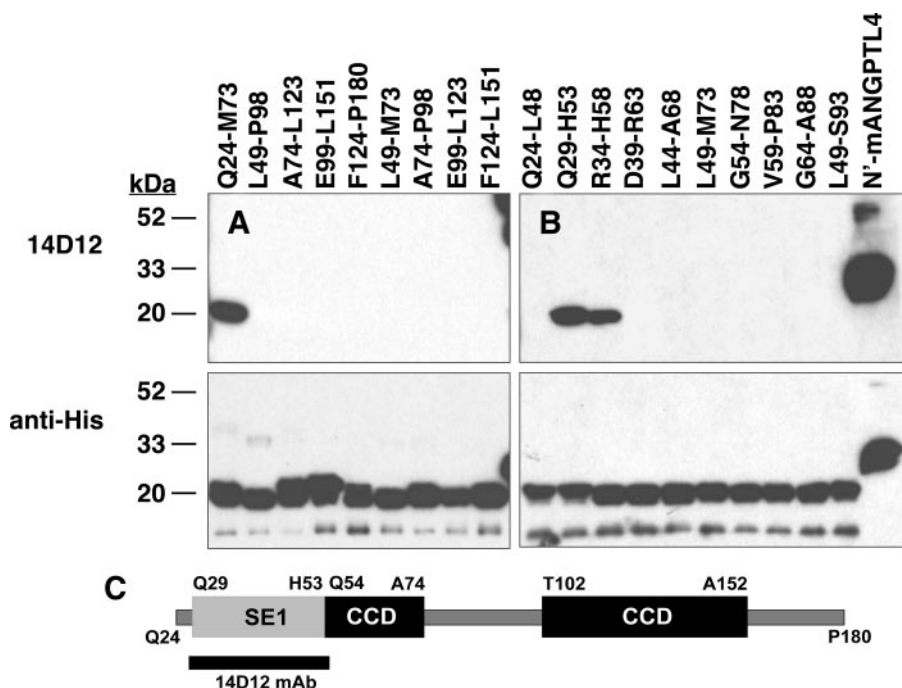 Q24-M73
L49-P98
A74-L123
E99-L151
F124-P180
L49-M73
A74-P98
E99-L123
F124-L151
Q24-L48
Q29-H53
R34-H58
D39-R63
L44-A68
L49-M73
G54-N78
V59-P83
G64-A88
L49-S93
N'-mANGPTL4
kDa
14D12
52
33
20
A
B
anti-His
52
33
20
C
Q29 H53 Q54 A74 T102 A152
SE1 CCD CCD
Q24 P180
14D12 mAb